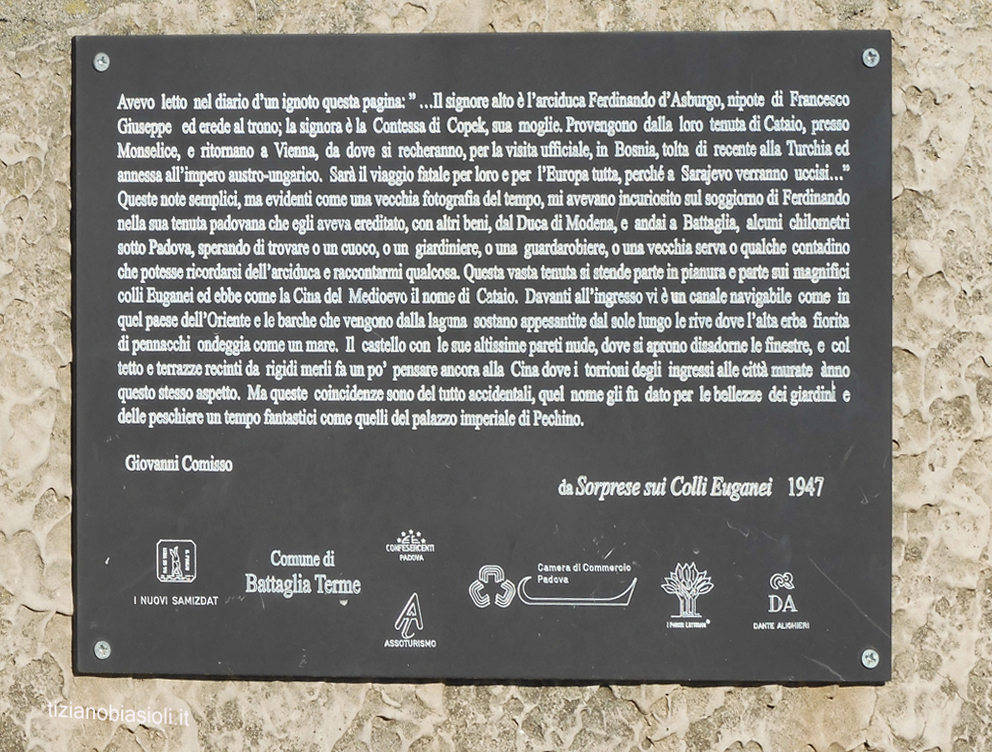 Avevo letto nel diario d'un ignoto questa pagina: " ...Il signore alto è l'arciduca Ferdinando d'Asburgo, nipote di Francesco
Giuseppe ed erede al trono; la signora è la Contessa di Copek, sua moglie. Provengono dalla loro tenuta di Cataio, presso
Monselice, e ritornano a Vienna, da dove si recheranno, per la visita ufficiale, in Bosnia, tolta di recente alla Turchia ed
annessa all'impero austro-ungarico. Sarà il viaggio fatale per loro e per l'Europa tutta, perché a Sarajevo verranno uccisi..."
Queste note semplici, ma evidenti come una vecchia fotografia del tempo, mi avevano incuriosito sul soggiorno di Ferdinando
nella sua tenuta padovana che egli aveva ereditato, con altri beni, dal Duca di Modena, e andai a Battaglia, alcuni chilometri
sotto Padova, sperando di trovare o un cuoco, o un giardiniere, o una guardarobiere, o una vecchia serva o qualche contadino
che potesse ricordarsi dell'arciduca e raccontarmi qualcosa. Questa vasta tenuta si stende parte in pianura e parte sui magnifici
colli Euganei ed ebbe come la Cina del Medioevo il nome di Cataio. Davanti all'ingresso vi è un canale navigabile come in
quel paese dell'Oriente e le barche che vengono dalla laguna sostano appesantite dal sole lungo le rive dove l'alta erba fiorita
di pennacchi ondeggia come un mare. Il castello con le sue altissime pareti nude, dove si aprono disadorne le finestre, e col
tetto e terrazze recinti da rigidi merli fa un po' pensare ancora alla Cina dove i torrioni degli ingressi alle città murate ànno
questo stesso aspetto. Ma queste coincidenze sono del tutto accidentali, quel nome gli fu dato per le bellezze dei giardini e
delle peschiere un tempo fantastici come quelli del palazzo imperiale di Pechino.
Giovanni Comisso
da Sorprese sui Colli Euganei 1947
I NUOVI SAMIZDAT
Comune di
Battaglia Terme
CONFESERCENTI
PADOVA
ASSOTURISMO
Camera di Commercio
Padova
I PARCHI LETTERARI®
DA
DANTE ALIGHIERI
tizianobiasioli.it